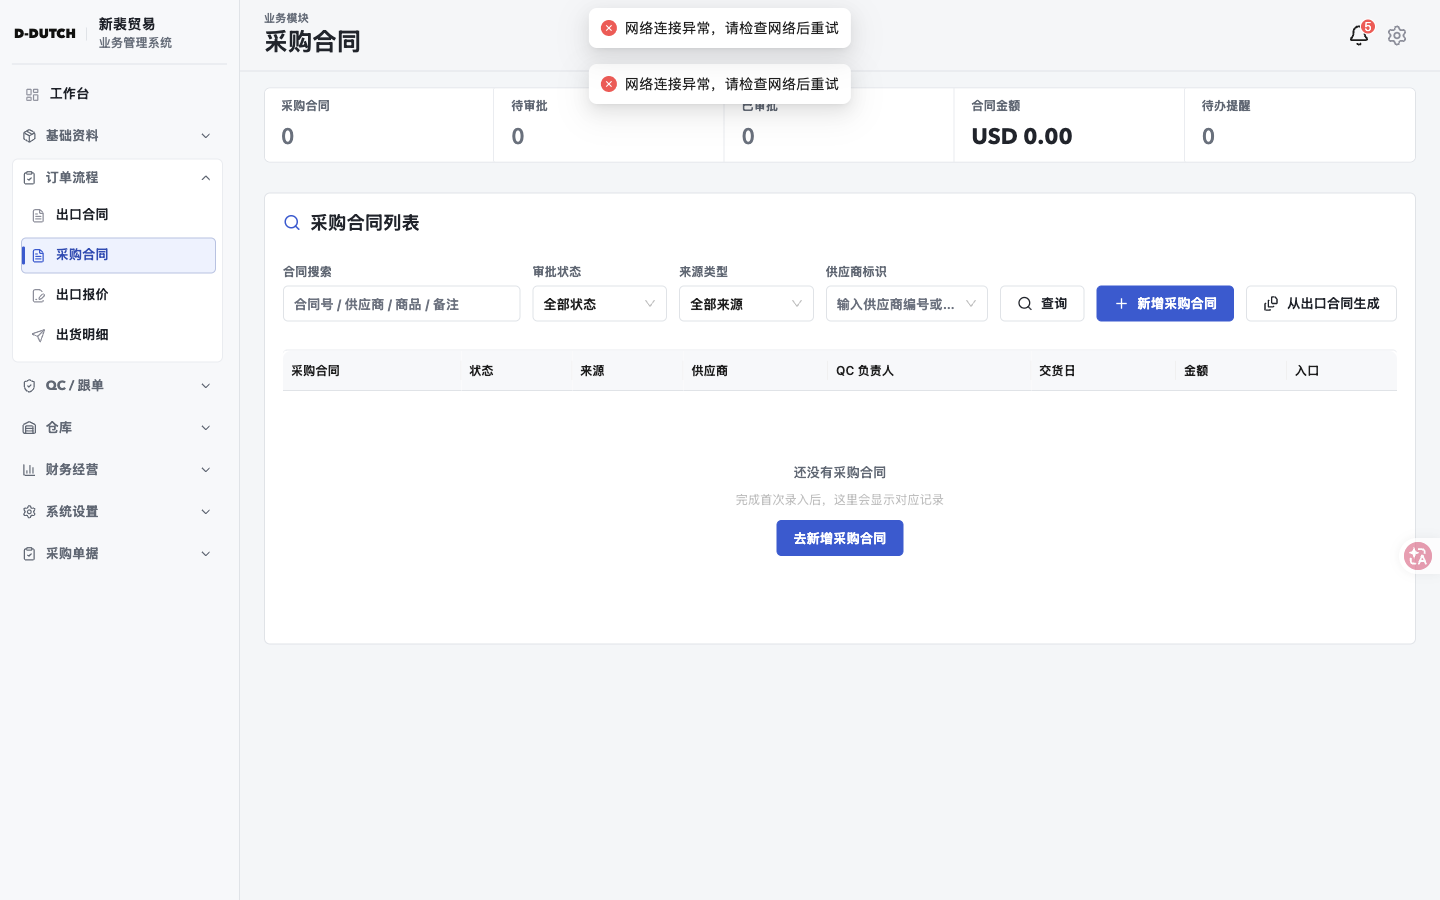 D-DUTCH
新裴贸易
业务管理系统
工作台
基础资料
订单流程
出口合同
采购合同
出口报价
出货明细
QC / 跟单
仓库
财务经营
系统设置
采购单据
业务模块
采购合同
网络连接异常，请检查网络后重试
网络连接异常，请检查网络后重试
5
采购合同
0
待审批
0
已审批
0
合同金额
USD 0.00
待办提醒
0
采购合同列表
合同搜索
合同号 / 供应商 / 商品 / 备注
审批状态
全部状态
来源类型
全部来源
供应商标识
输入供应商编号或...
查询
新增采购合同
从出口合同生成
采购合同 状态 来源 供应商 QC 负责人 交货日 金额 入口
还没有采购合同
完成首次录入后，这里会显示对应记录
去新增采购合同